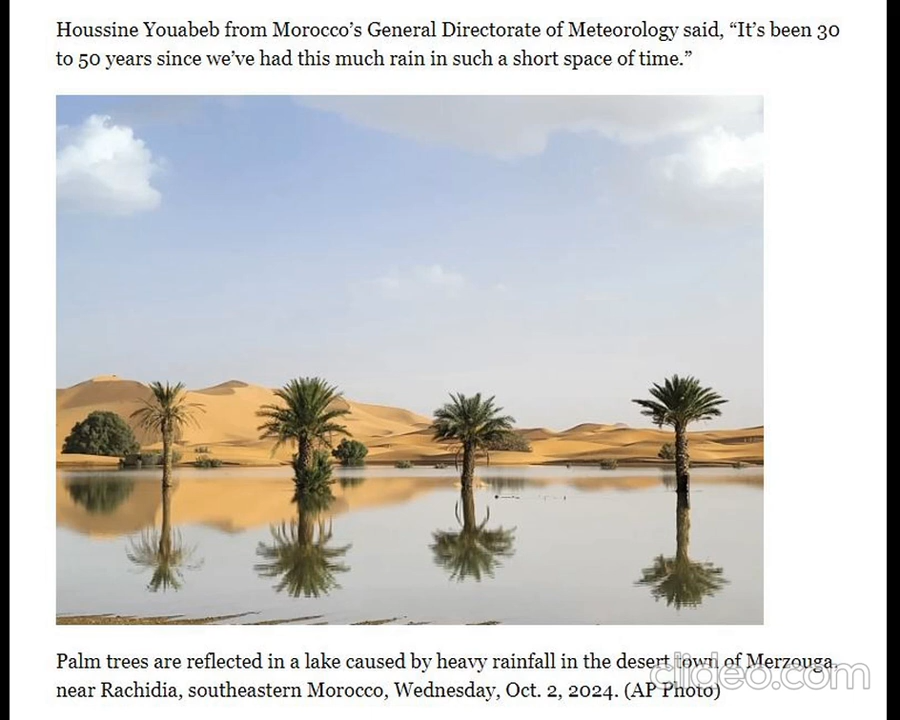 Houssine Youabeb from Morocco’s General Directorate of Meteorology said, “It’s been 30
to 50 years since we’ve had this much rain in such a short space of time.”
Palm trees are reflected in a lake caused by heavy rainfall in the desert town of Merzouga,
near Rachidia, southeastern Morocco, Wednesday, Oct. 2, 2024. (AP Photo)
clideo.com